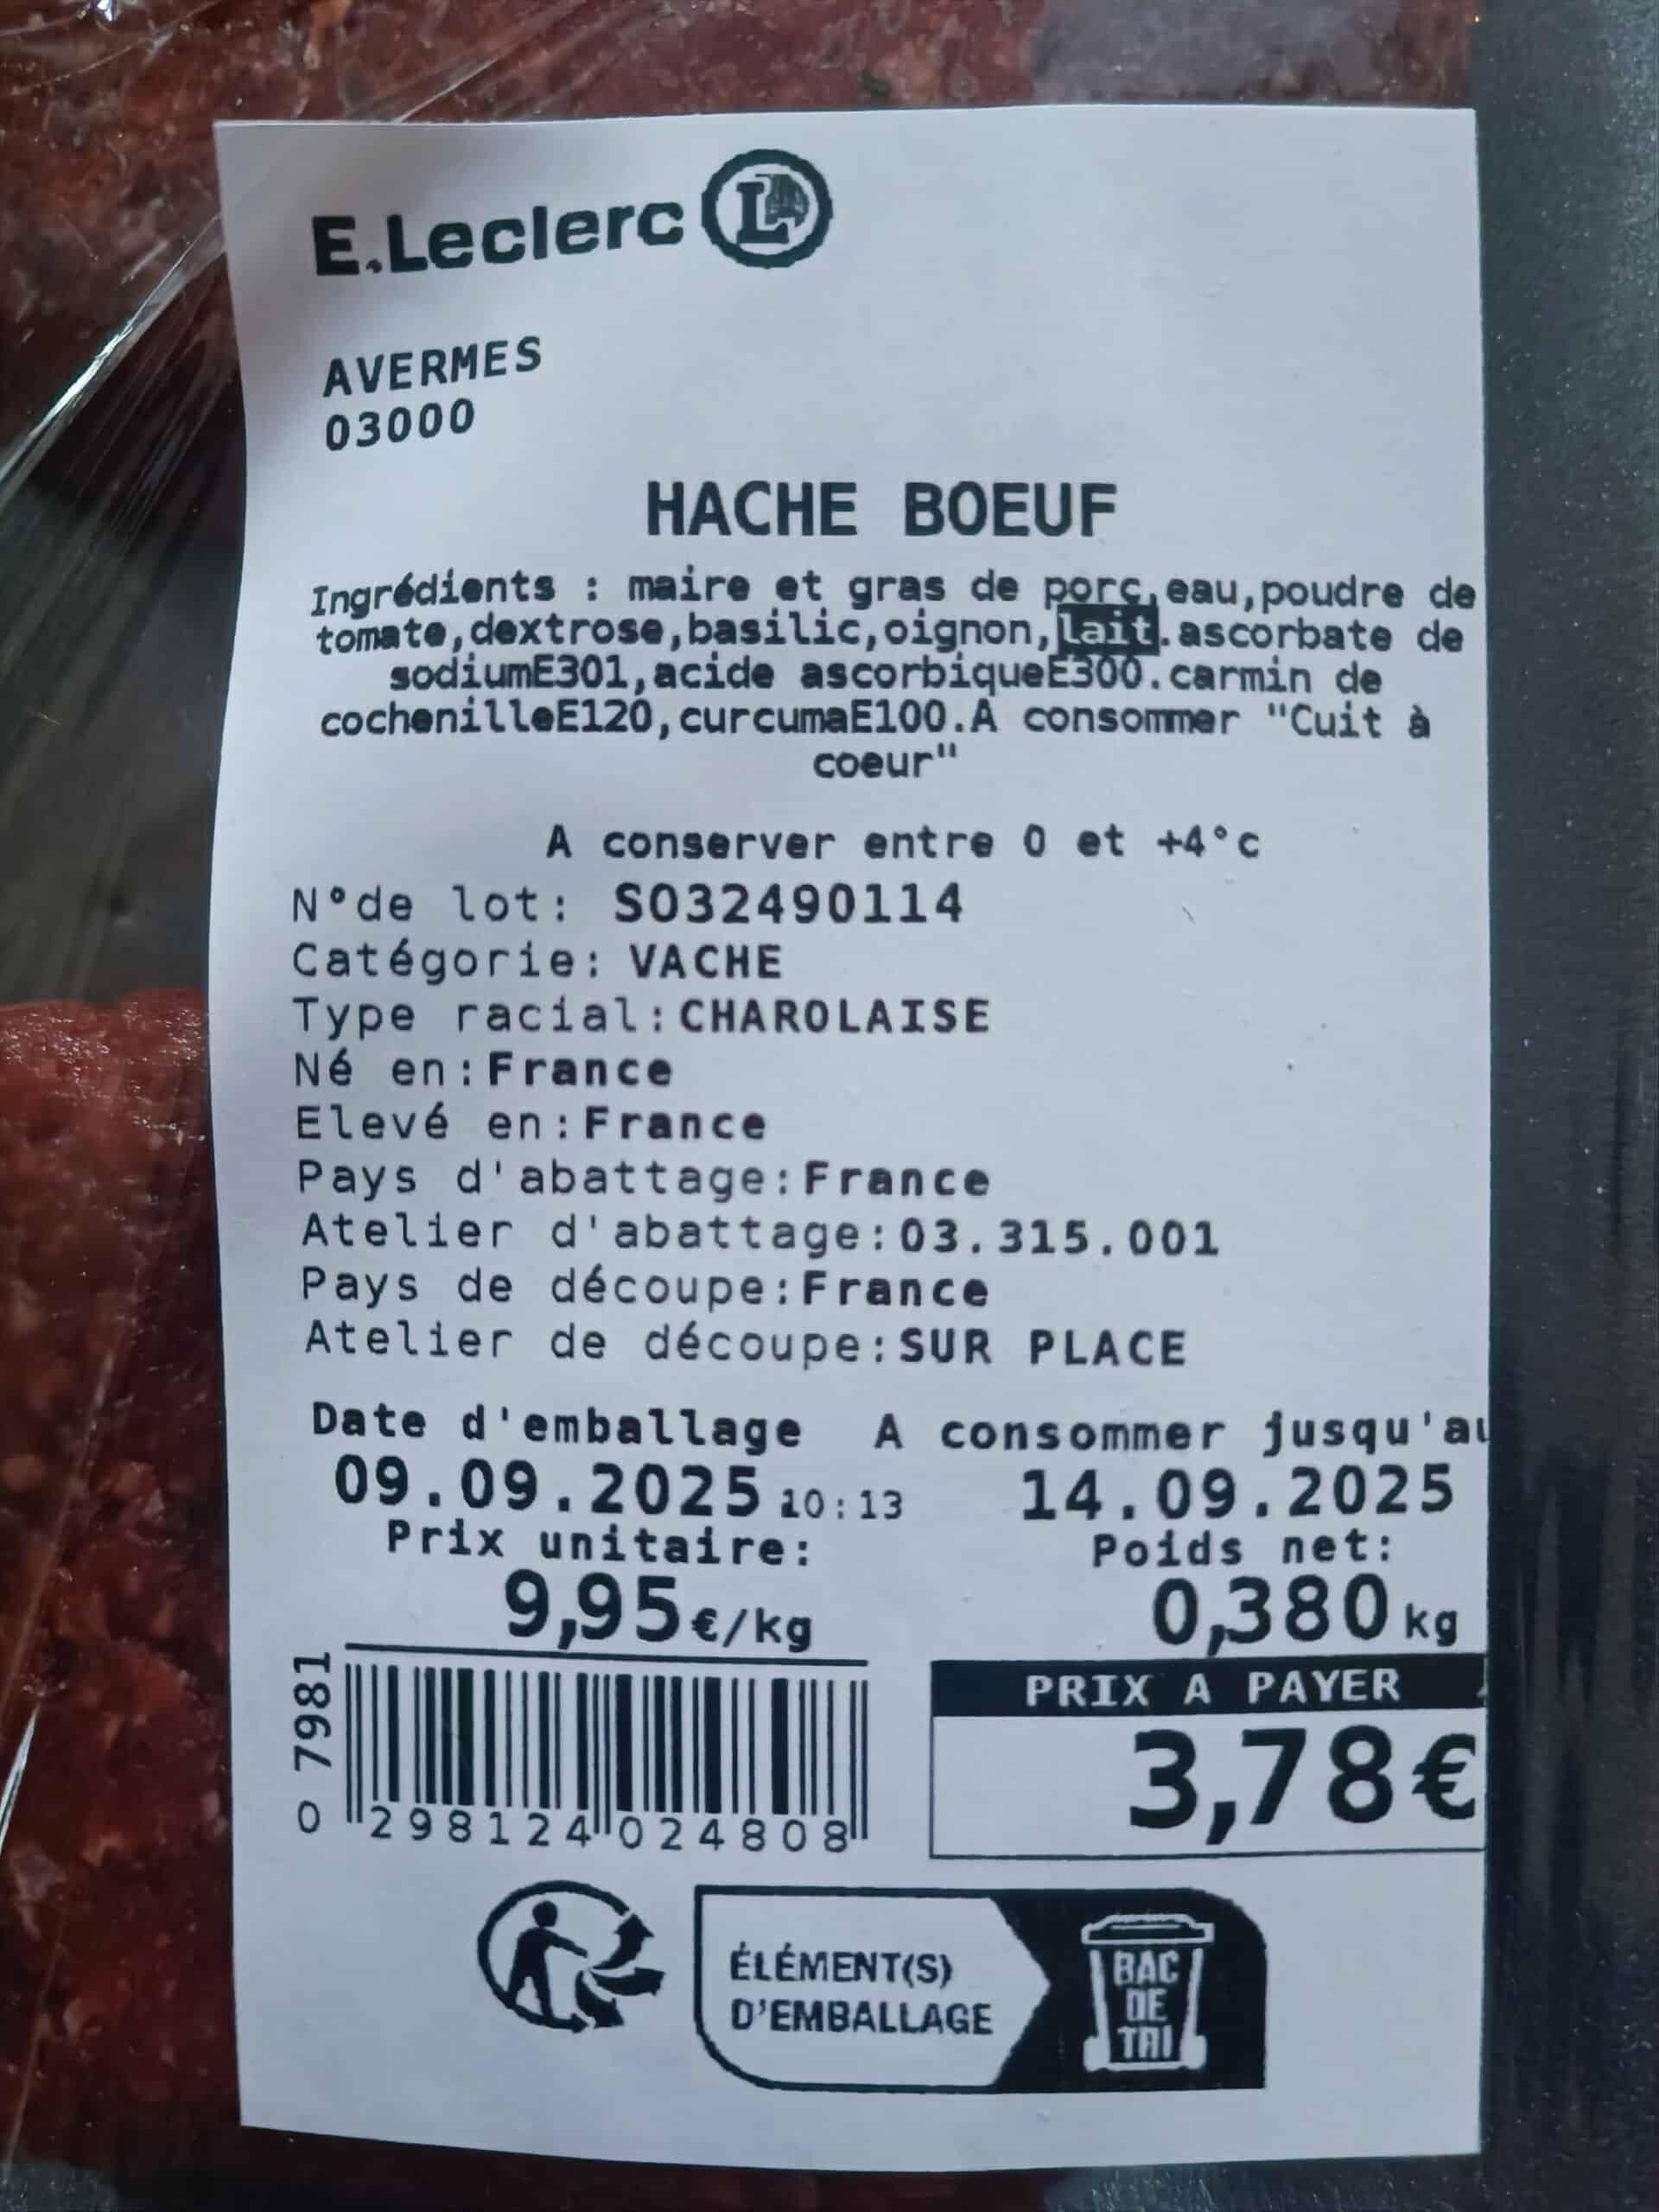 E.Leclerc L
AVERMES
03000
HACHE BOEUF
Ingrédients : maire et gras de porc,eau,poudre de
tomate,dextrose,basilic,oignon,lait.ascorbate de
sodiumE301,acide ascorbiqueE300.carmin de
cochenilleE120,curcumaE100.A consommer "Cuit à
coeur"
A conserver entre 0 et +4°c
N°de lot: S032490114
Catégorie: VACHE
Type racial:CHAROLAISE
Né en:France
Elevé en:France
Pays d'abattage:France
Atelier d'abattage:03.315.001
Pays de découpe:France
Atelier de découpe:SUR PLACE
Date d'emballage A consommer jusqu'au
09.09.2025 10:13 14.09.2025
Prix unitaire: Poids net:
9,95€/kg 0,380kg
7981
PRIX A PAYER
3,78€
0 298124 024808
ÉLÉMENT(S)
D'EMBALLAGE
BAC
DE
TRI